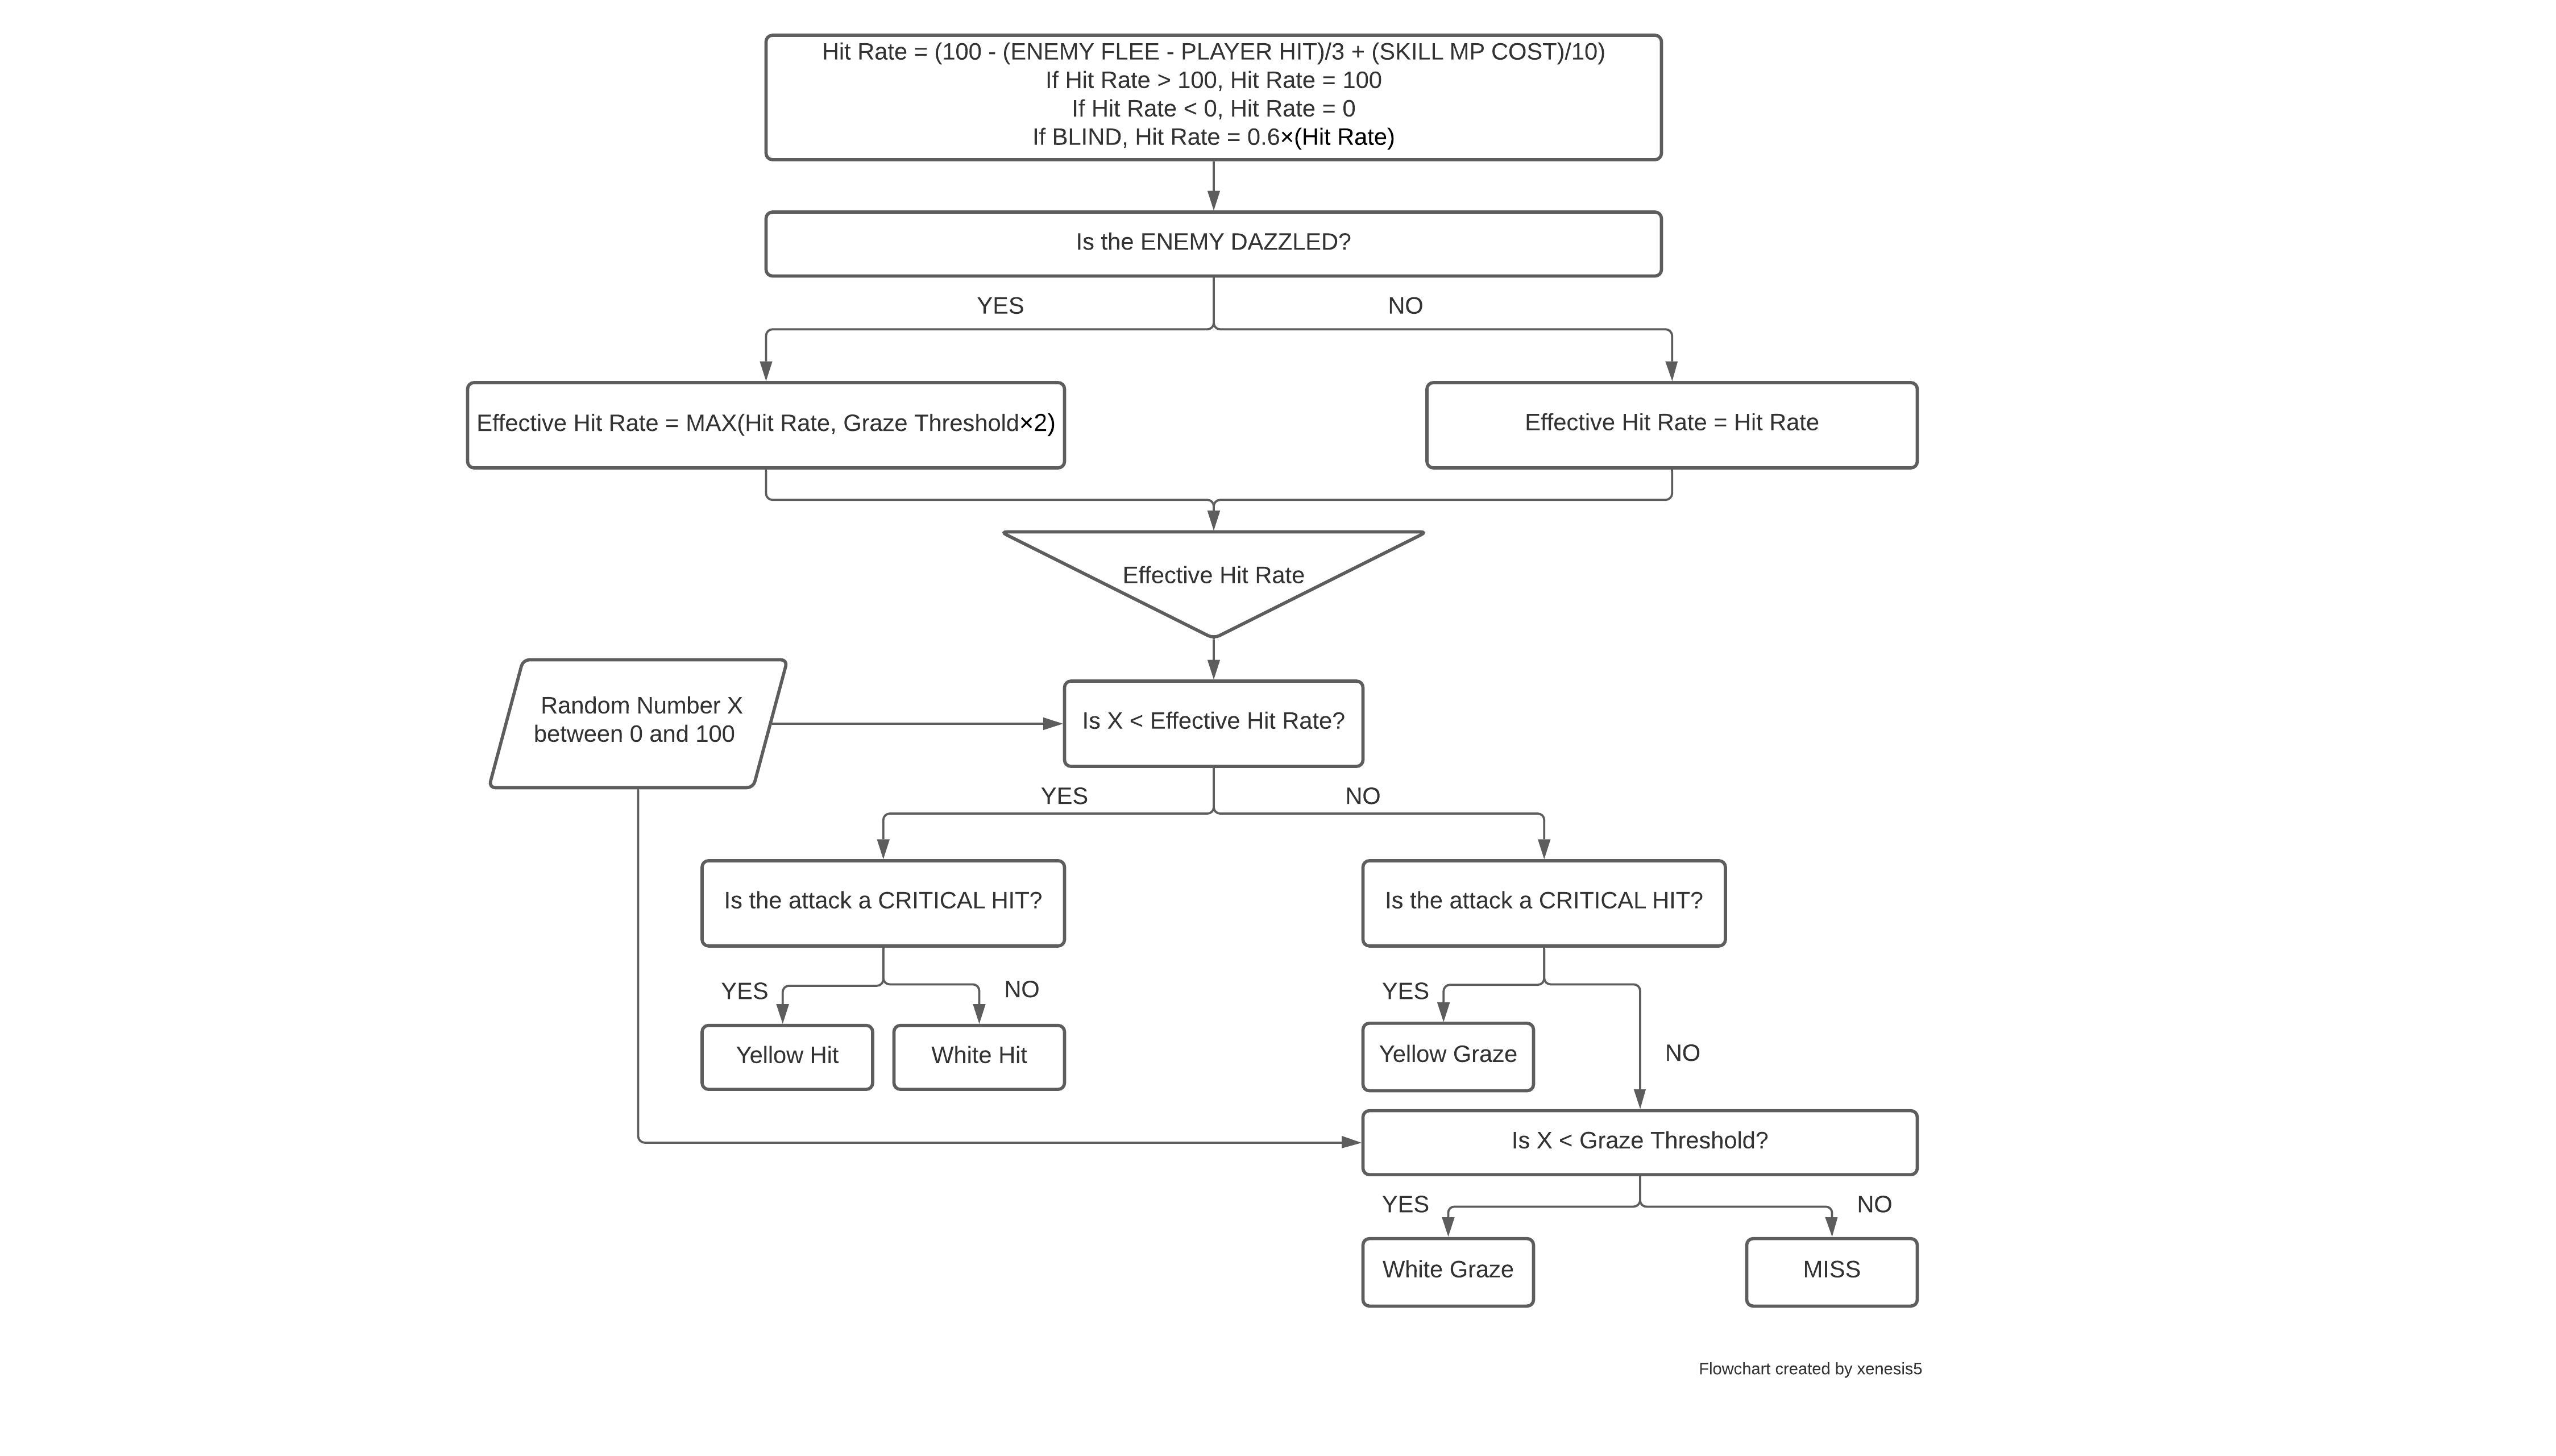 Hit Rate = (100 - (ENEMY FLEE - PLAYER HIT)/3 + (SKILL MP COST)/10)
If Hit Rate > 100, Hit Rate = 100
If Hit Rate < 0, Hit Rate = 0
If BLIND, Hit Rate = 0.6×(Hit Rate)
Is the ENEMY DAZZLED?
YES
NO
Effective Hit Rate = MAX(Hit Rate, Graze Threshold×2)
Effective Hit Rate = Hit Rate
Effective Hit Rate
Random Number X
between 0 and 100
Is X < Effective Hit Rate?
YES
NO
Is the attack a CRITICAL HIT?
Is the attack a CRITICAL HIT?
YES
NO
YES
Yellow Hit
White Hit
Yellow Graze
NO
Is X < Graze Threshold?
YES
NO
White Graze
MISS
Flowchart created by xenesis5